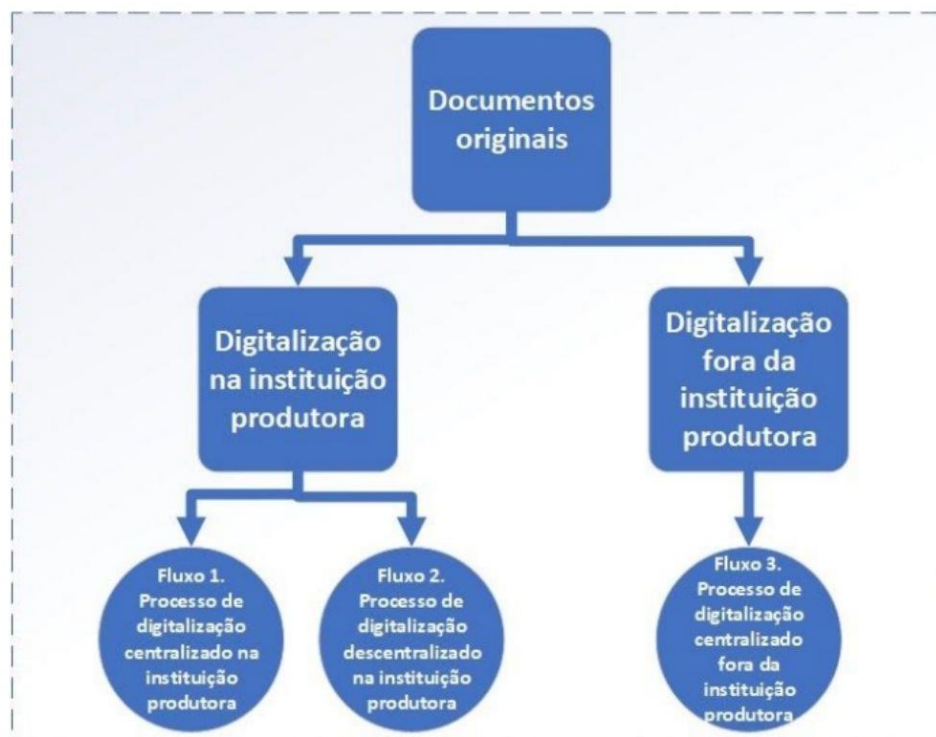 Documentos
originais
Digitalização
na instituição
produtora
Digitalização
fora da
instituição
produtora
Fluxo 1.
Processo de
digitalização
centralizado na
instituição
produtora
Fluxo 2.
Processo de
digitalização
descentralizado
na instituição
produtora
Fluxo 3.
Processo de
digitalização
centralizado
fora da
instituição
produtora